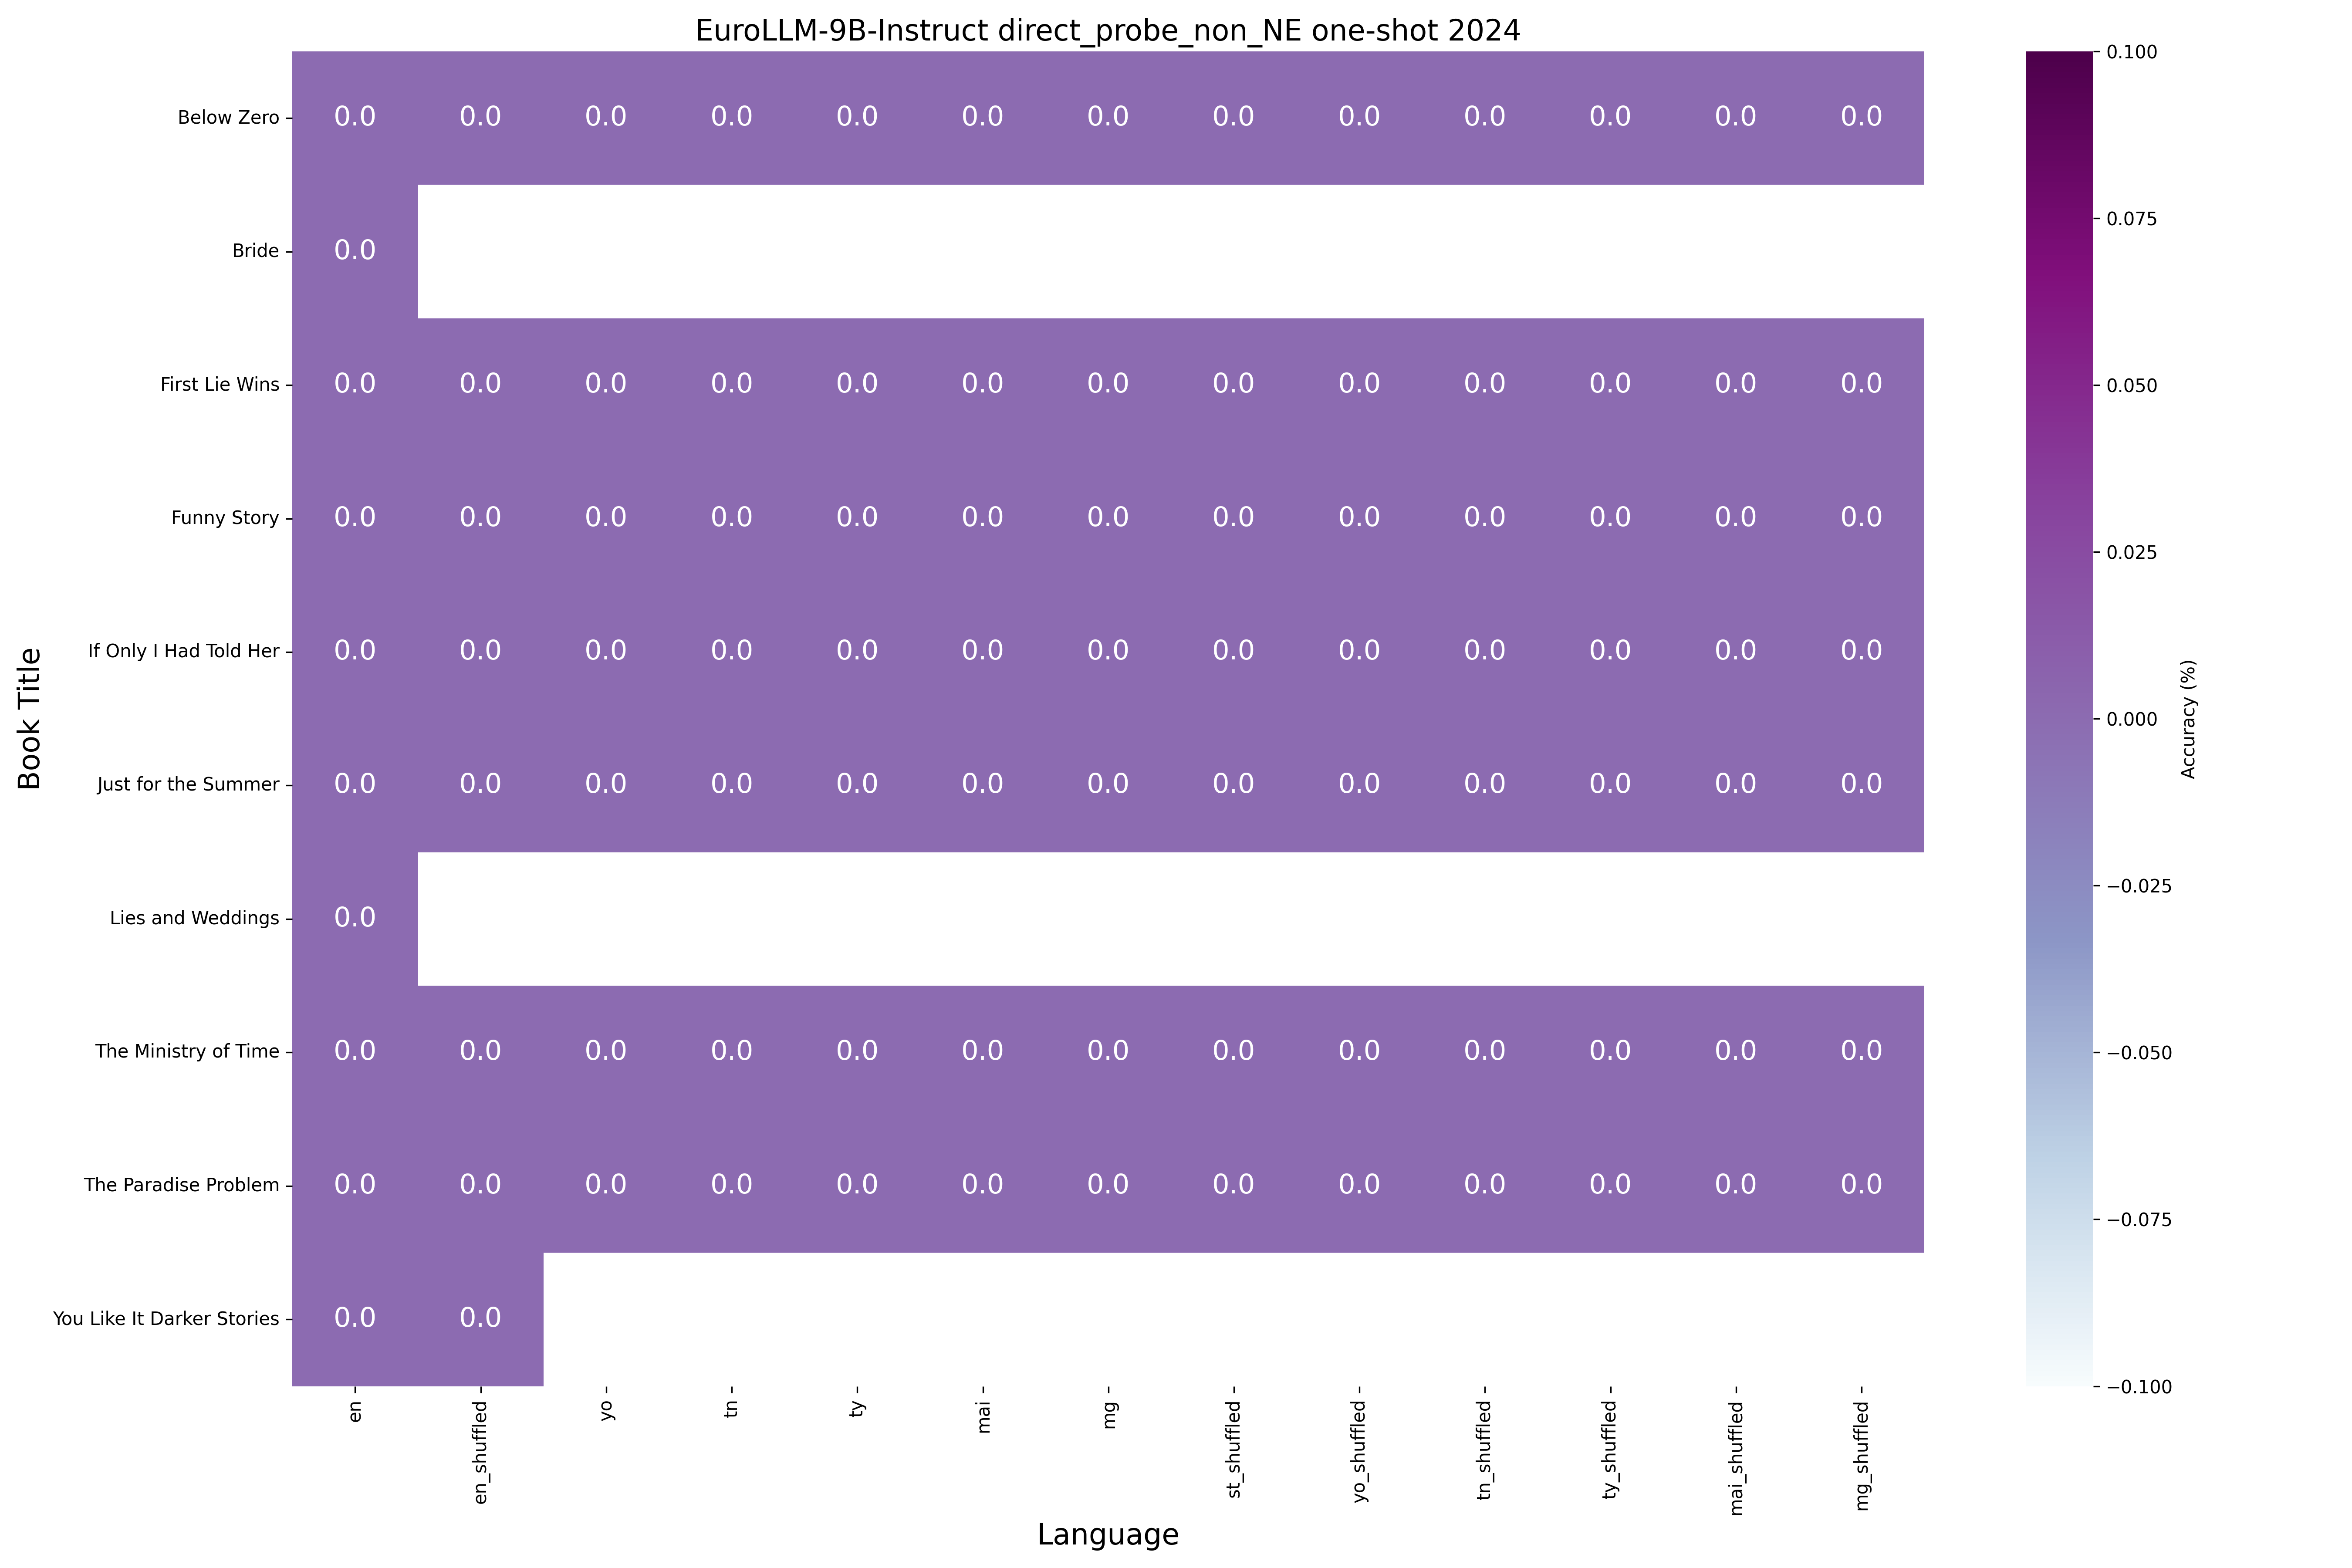 EuroLLM-9B-Instruct direct_probe_non_NE one-shot 2024
Book Title
Below Zero 0.0 0.0 0.0 0.0 0.0 0.0 0.0 0.0 0.0 0.0 0.0 0.0 0.0
Bride 0.0
First Lie Wins 0.0 0.0 0.0 0.0 0.0 0.0 0.0 0.0 0.0 0.0 0.0 0.0 0.0
Funny Story 0.0 0.0 0.0 0.0 0.0 0.0 0.0 0.0 0.0 0.0 0.0 0.0 0.0
If Only I Had Told Her 0.0 0.0 0.0 0.0 0.0 0.0 0.0 0.0 0.0 0.0 0.0 0.0 0.0
Just for the Summer 0.0 0.0 0.0 0.0 0.0 0.0 0.0 0.0 0.0 0.0 0.0 0.0 0.0
Lies and Weddings 0.0
The Ministry of Time 0.0 0.0 0.0 0.0 0.0 0.0 0.0 0.0 0.0 0.0 0.0 0.0 0.0
The Paradise Problem 0.0 0.0 0.0 0.0 0.0 0.0 0.0 0.0 0.0 0.0 0.0 0.0 0.0
You Like It Darker Stories 0.0 0.0
en en_shuffled yo tn ty mai mg st_shuffled yo_shuffled tn_shuffled ty_shuffled mai_shuffled mg_shuffled
Language
0.100
0.075
0.050
0.025
0.000
−0.025
−0.050
−0.075
−0.100
Accuracy (%)